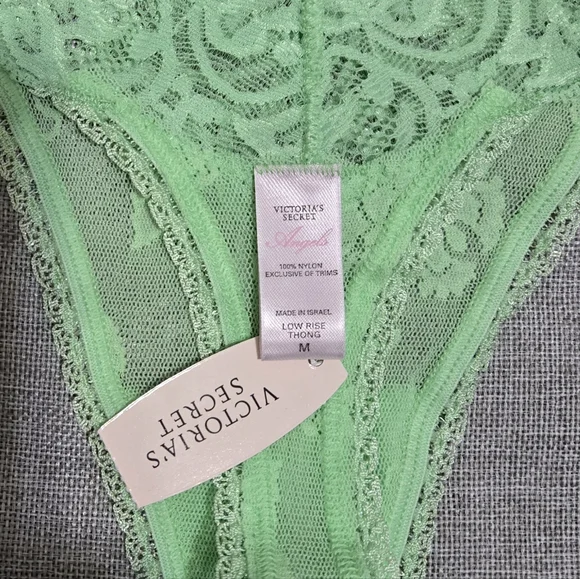 VICTORIA'S
SECRET
Angels
100% NYLON
EXCLUSIVE OF TRIMS
MADE IN ISRAEL
LOW RISE
THONG
M
VICTORIA'S
SECRET